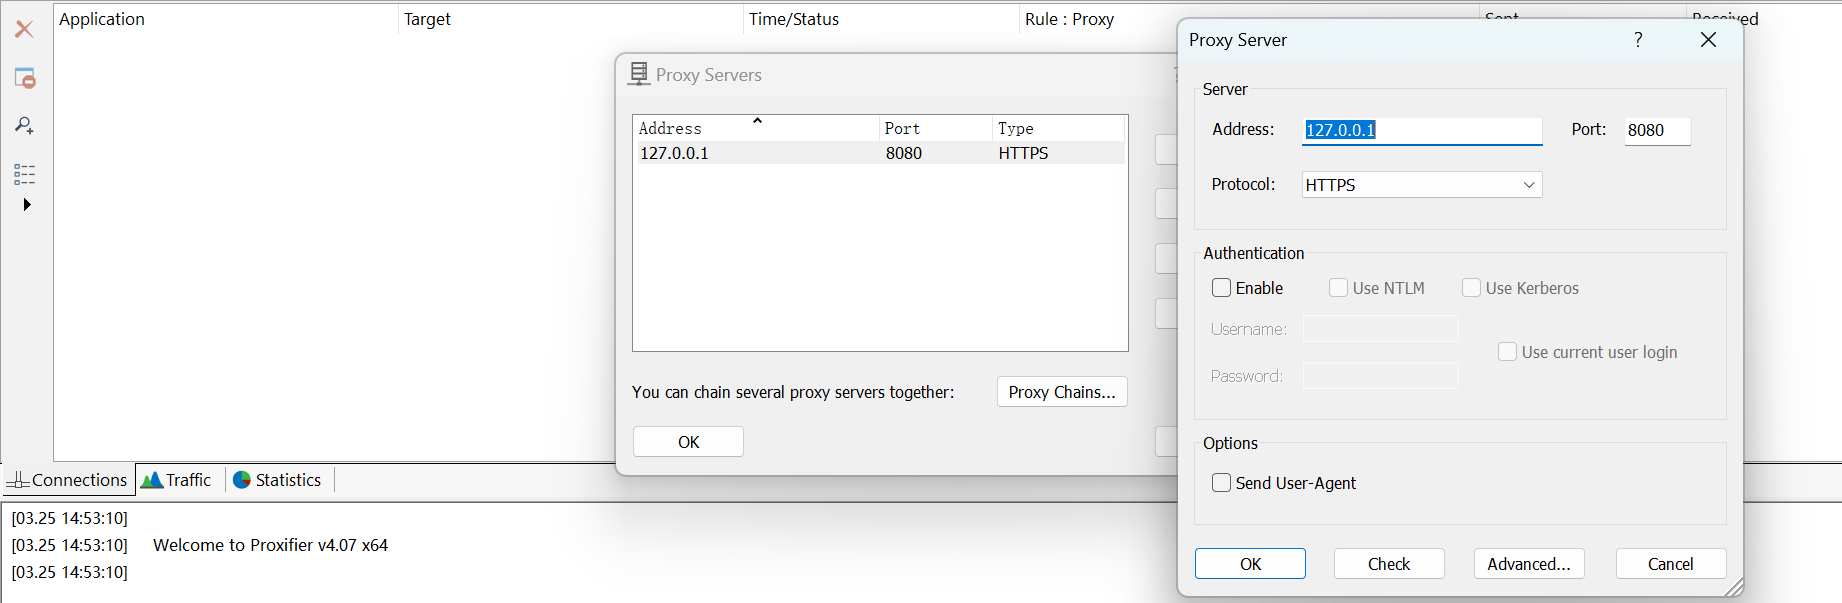 Application Target Time/Status Rule : Proxy Sent Received
Proxy Server ?
Proxy Servers
Server
Address Port Type
127.0.0.1 8080 HTTPS
Address: 127.0.0.1 Port: 8080
Protocol: HTTPS
Authentication
Enable Use NTLM Use Kerberos
Username:
Use current user login
Password:
You can chain several proxy servers together: Proxy Chains...
OK
Options
Send User-Agent
OK Check Advanced... Cancel
Connections Traffic Statistics
[03.25 14:53:10]
[03.25 14:53:10] Welcome to Proxifier v4.07 x64
[03.25 14:53:10]